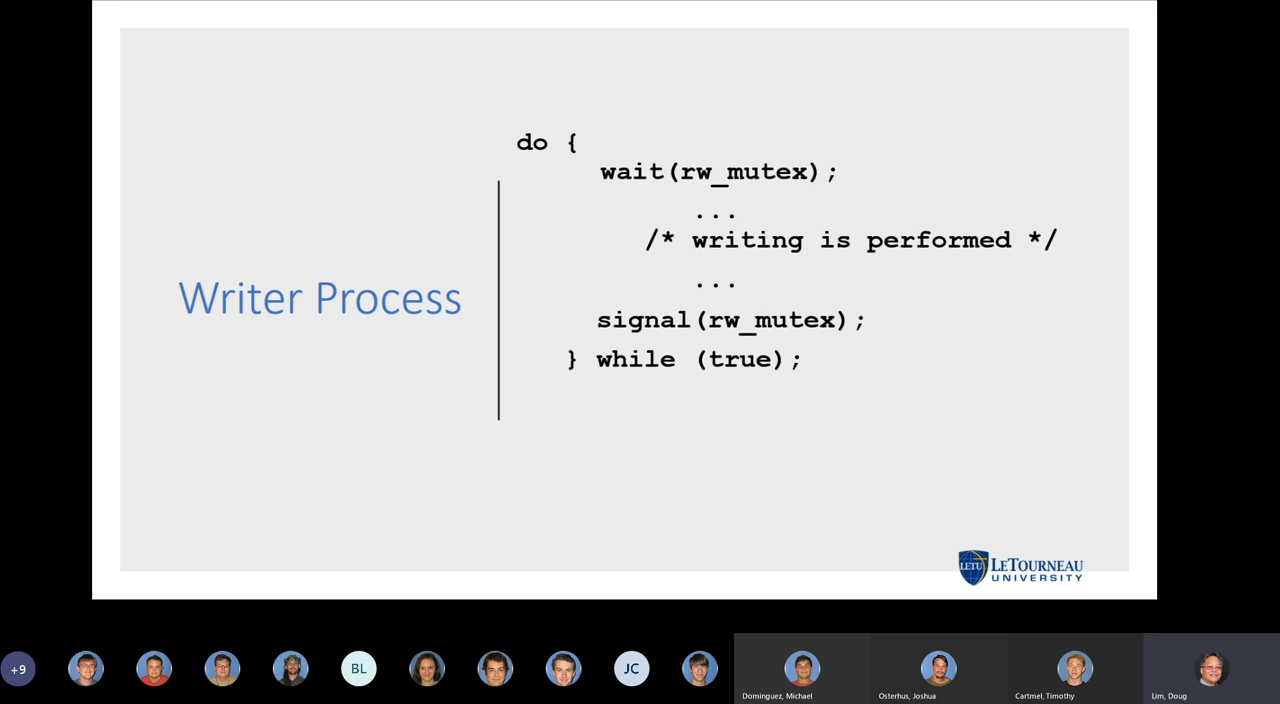 do {
wait(rw_mutex);
...
/* writing is performed */
...
Writer Process
signal(rw_mutex);
} while (true);
LETU
LETOURNEAU
UNIVERSITY
+9
BL
JC
Dominguez, Michael
Osterhus, Joshua
Cartmel, Timothy
Lim, Doug